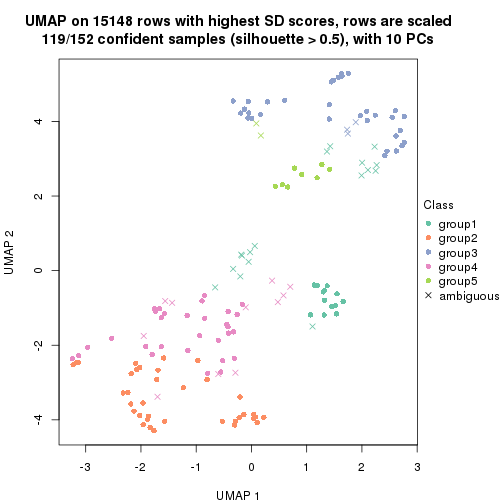 UMAP on 15148 rows with highest SD scores, rows are scaled
119/152 confident samples (silhouette > 0.5), with 10 PCs
4
2
0
-2
-4
UMAP 2
-3
-2
-1
0
1
2
3
UMAP 1
Class
group1
group2
group3
group4
group5
ambiguous